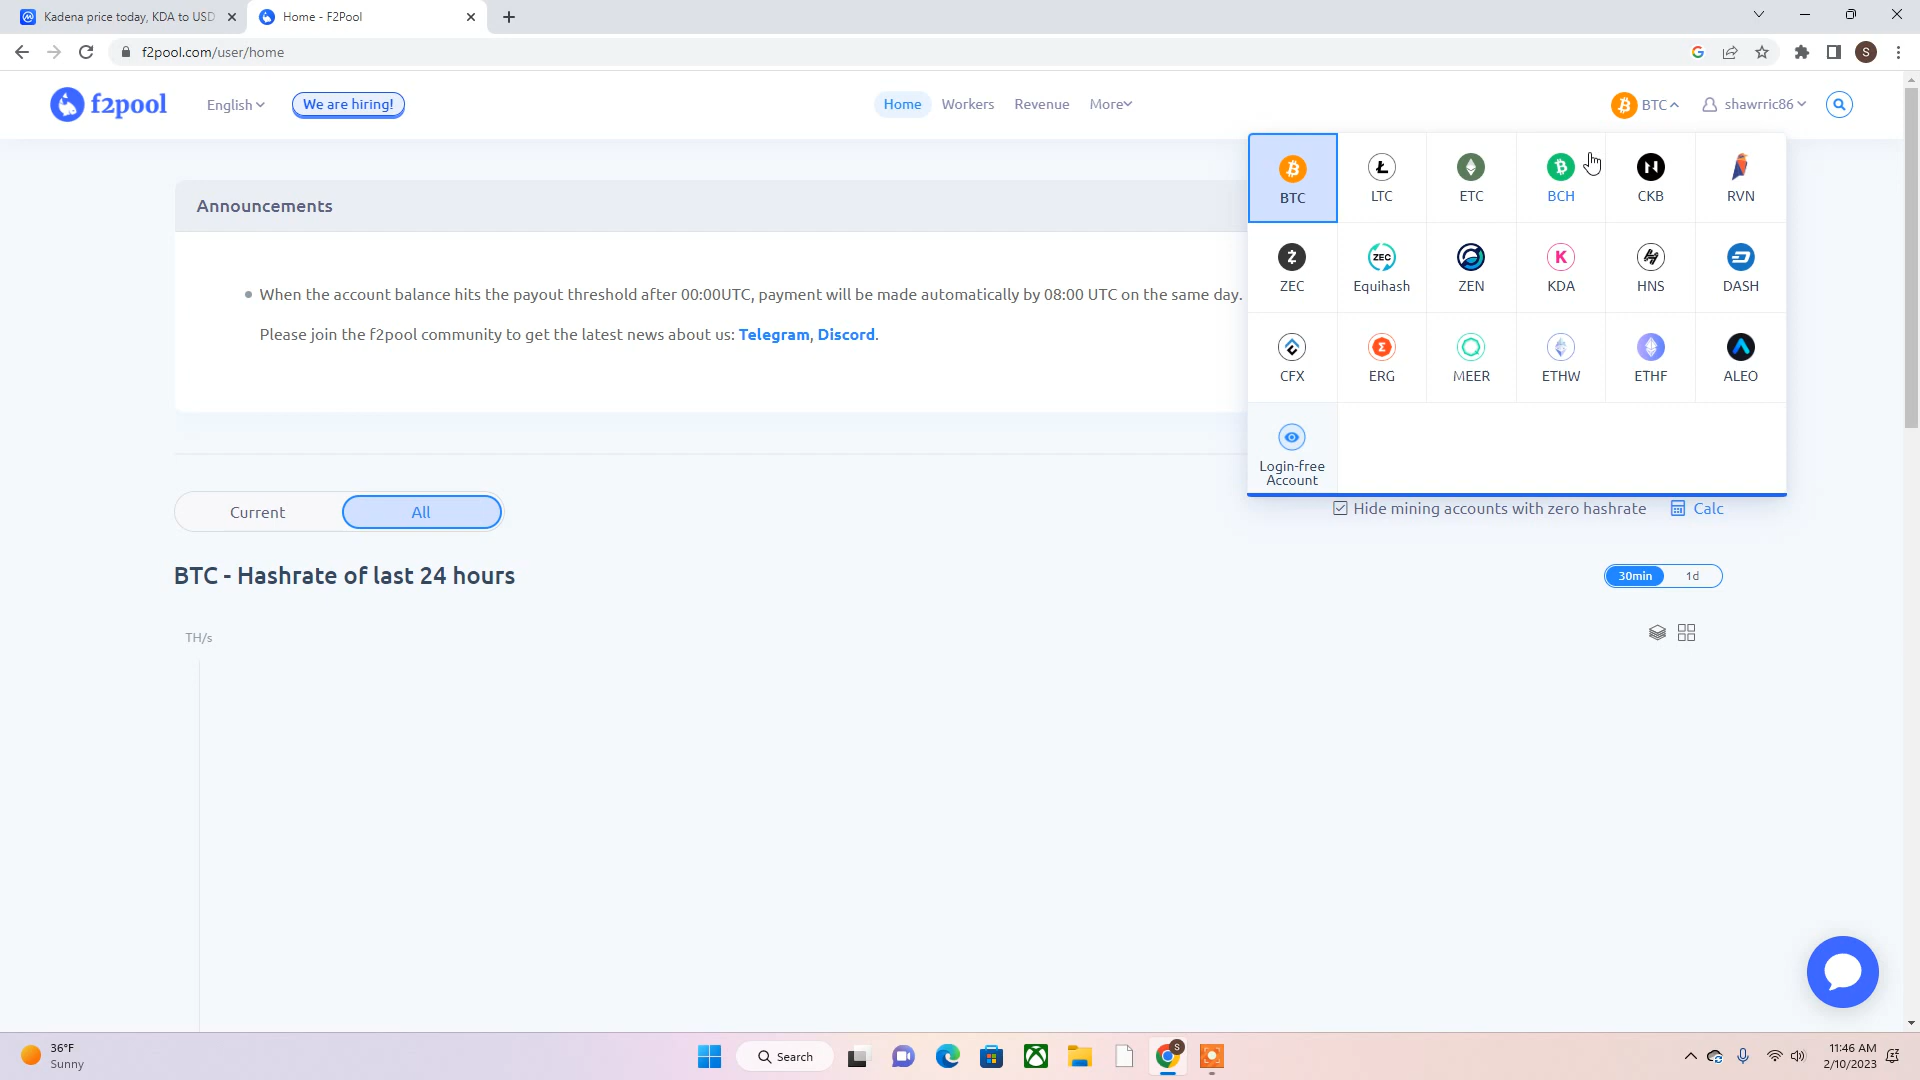 Kadena price today, KDA to USD
Home - F2Pool
f2pool.com/user/home
S
f2pool
English
We are hiring!
Home
Workers
Revenue
More
BTC
shawrric86
BTC
LTC
ETC
BCH
CKB
RVN
ZEC
ZEC
Equihash
ZEN
K
KDA
HNS
DASH
CFX
ERG
MEER
ETHW
ETHF
ALEO
Login-free
Account
Announcements
When the account balance hits the payout threshold after 00:00UTC, payment will be made automatically by 08:00 UTC on the same day.
Please join the f2pool community to get the latest news about us: Telegram, Discord.
Current
All
Hide mining accounts with zero hashrate
Calc
BTC - Hashrate of last 24 hours
30min
1d
TH/s
36°F
Sunny
Search
S
11:46 AM
2/10/2023